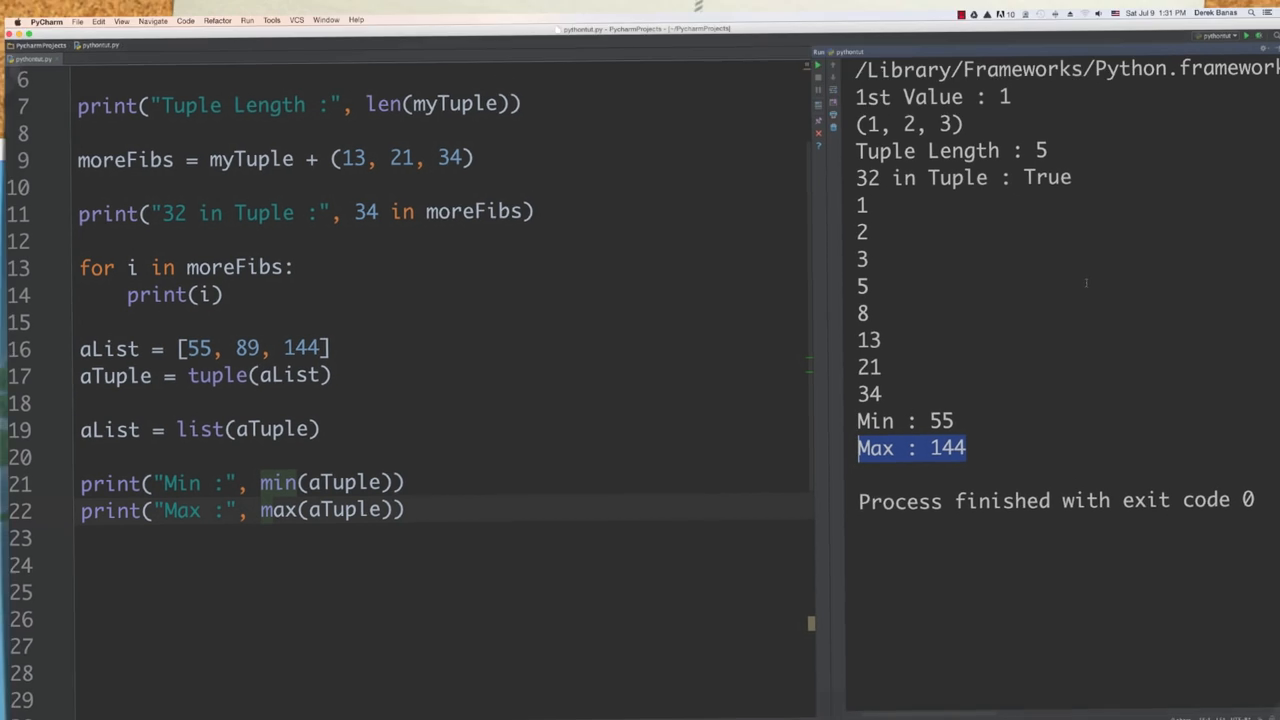 PyCharm File Edit View Navigate Code Refactor Run Tools VCS Window Help
10 Sat Jul 9 1:31 PM Derek Banas
pythontut.py - PycharmProjects - [~/PycharmProjects]
PycharmProjects pythontut.py
pythontut
pythontut.py
Run pythontut
6
7 print("Tuple Length :", len(myTuple))
8
9 moreFibs = myTuple + (13, 21, 34)
10
11 print("32 in Tuple :", 34 in moreFibs)
12
13 for i in moreFibs:
14 print(i)
15
16 aList = [55, 89, 144]
17 aTuple = tuple(aList)
18
19 aList = list(aTuple)
20
21 print("Min :", min(aTuple))
22 print("Max :", max(aTuple))
23
24
25
26
27
28
29
/Library/Frameworks/Python.framework
1st Value : 1
(1, 2, 3)
Tuple Length : 5
32 in Tuple : True
1
2
3
5
8
13
21
34
Min : 55
Max : 144
Process finished with exit code 0